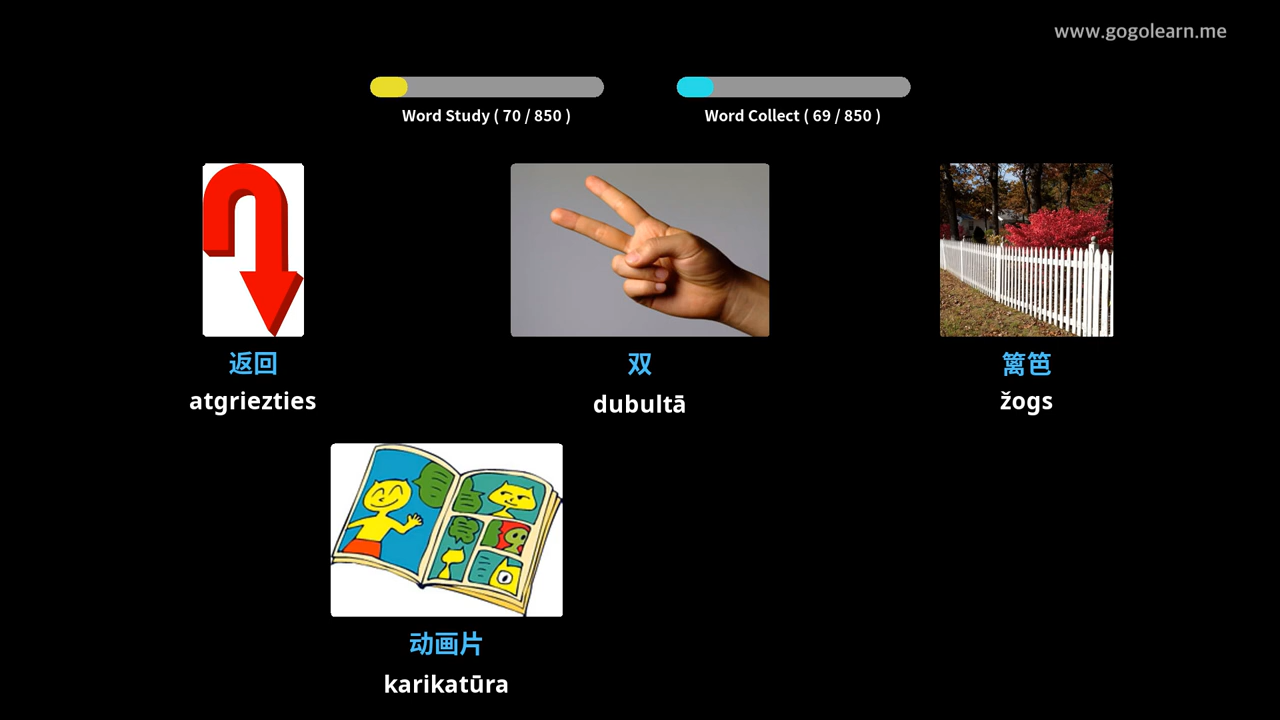 www.gogolearn.me
Word Study ( 70 / 850 )
Word Collect ( 69 / 850 )
返回
atgriezties
双
dubultā
篱笆
žogs
动画片
karikatūra